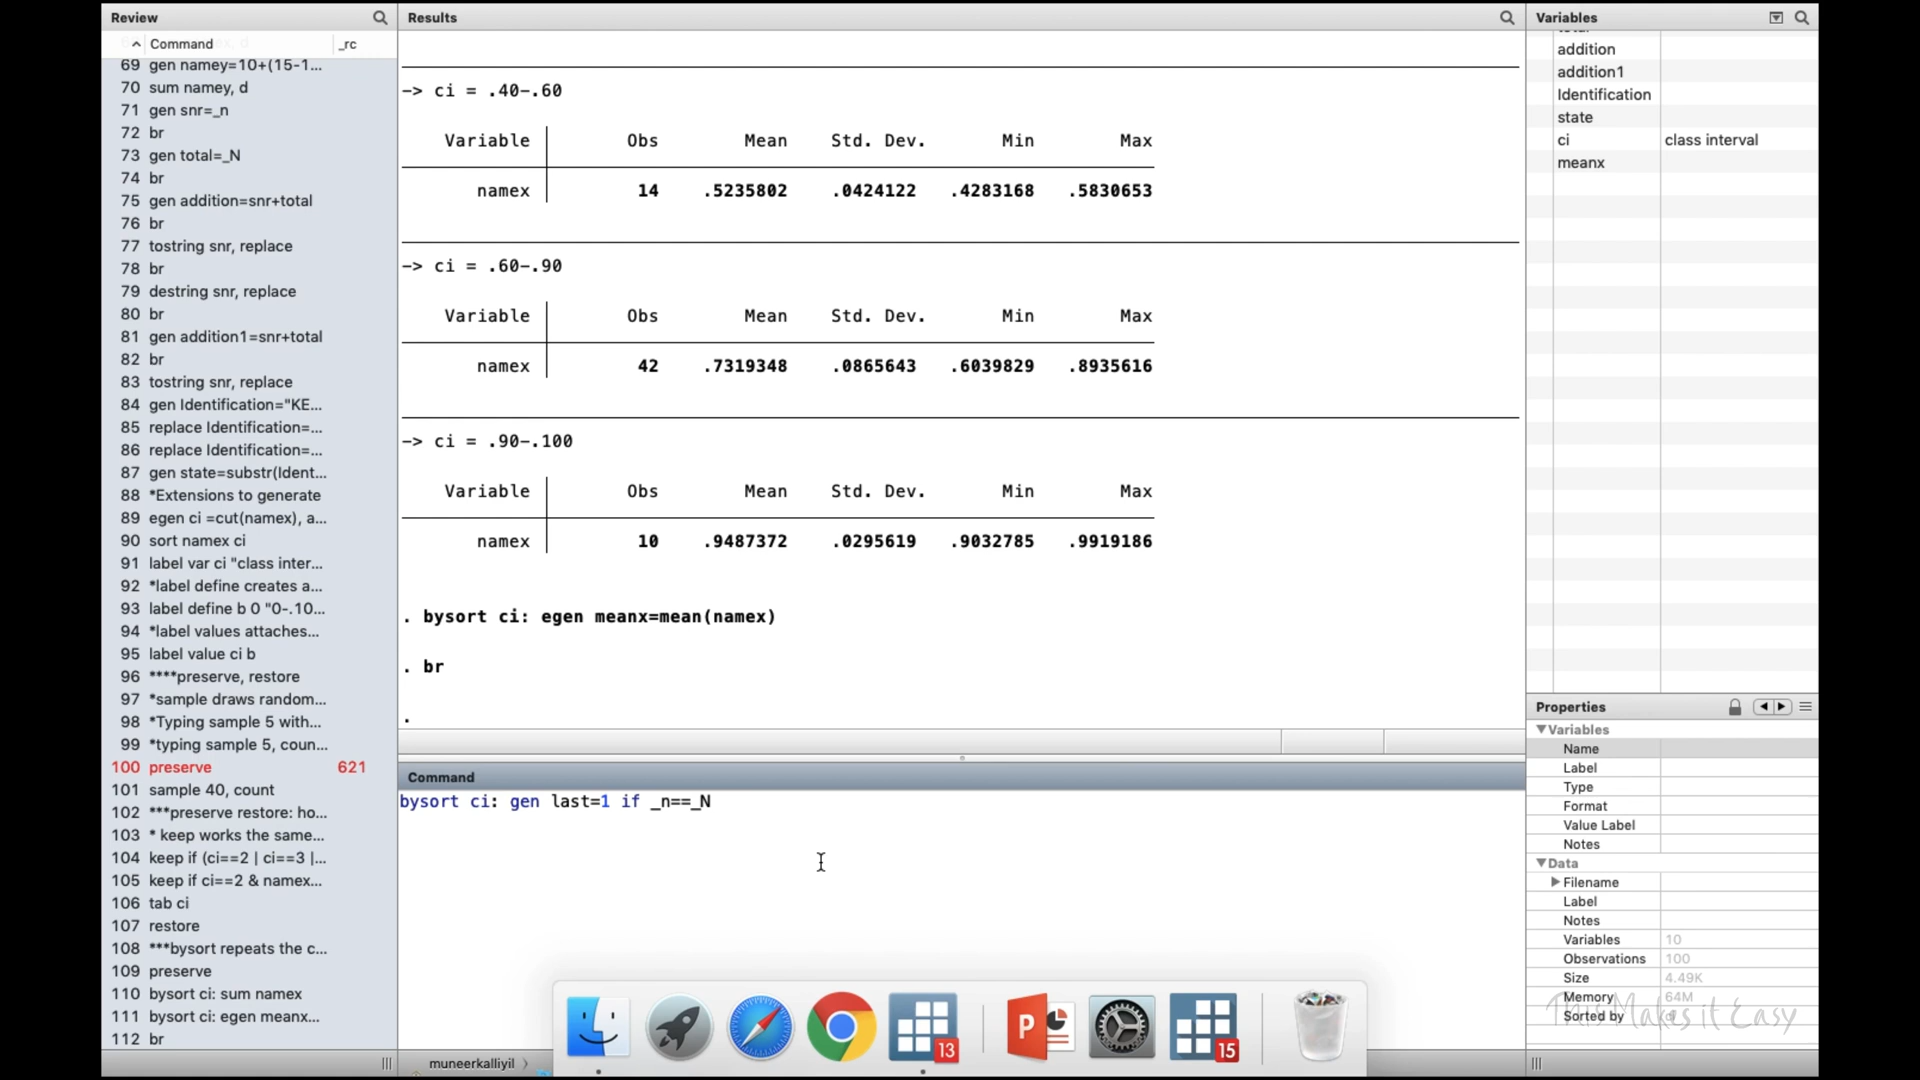 Review
Command _rc
69 gen namey=10+(15-1...
70 sum namey, d
71 gen snr=_n
72 br
73 gen total=_N
74 br
75 gen addition=snr+total
76 br
77 tostring snr, replace
78 br
79 destring snr, replace
80 br
81 gen addition1=snr+total
82 br
83 tostring snr, replace
84 gen Identification="KE...
85 replace Identification=...
86 replace Identification=...
87 gen state=substr(Ident...
88 *Extensions to generate
89 egen ci =cut(namex), a...
90 sort namex ci
91 label var ci "class inter...
92 *label define creates a...
93 label define b 0 "0-.10...
94 *label values attaches...
95 label value ci b
96 ****preserve, restore
97 *sample draws random...
98 *Typing sample 5 with...
99 *typing sample 5, coun...
100 preserve 621
101 sample 40, count
102 ***preserve restore: ho...
103 * keep works the same...
104 keep if (ci==2 | ci==3 |...
105 keep if ci==2 & namex...
106 tab ci
107 restore
108 ***bysort repeats the c...
109 preserve
110 bysort ci: sum namex
111 bysort ci: egen meanx...
112 br
Results
-> ci = .40-.60
Variable Obs Mean Std. Dev. Min Max
namex 14 .5235802 .0424122 .4283168 .5830653
-> ci = .60-.90
Variable Obs Mean Std. Dev. Min Max
namex 42 .7319348 .0865643 .6039829 .8935616
-> ci = .90-.100
Variable Obs Mean Std. Dev. Min Max
namex 10 .9487372 .0295619 .9032785 .9919186
. bysort ci: egen meanx=mean(namex)
. br
.
Command
bysort ci: gen last=1 if _n==_N
muneerkalliyil
13
P
15
Variables
addition
addition1
Identification
state
ci class interval
meanx
Properties
Variables
Name
Label
Type
Format
Value Label
Notes
Data
Filename
Label
Notes
Variables 10
Observations 100
Size 4.49K
Memory 64M
Sorted by
This Makes it Easy